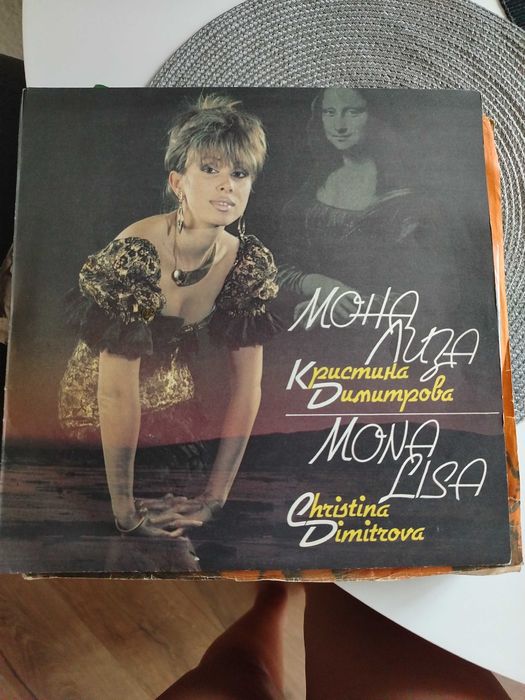 МОНА
ЛИЗА
Кристина
Димитрова
MONA
LISA
Christina
Dimitrova